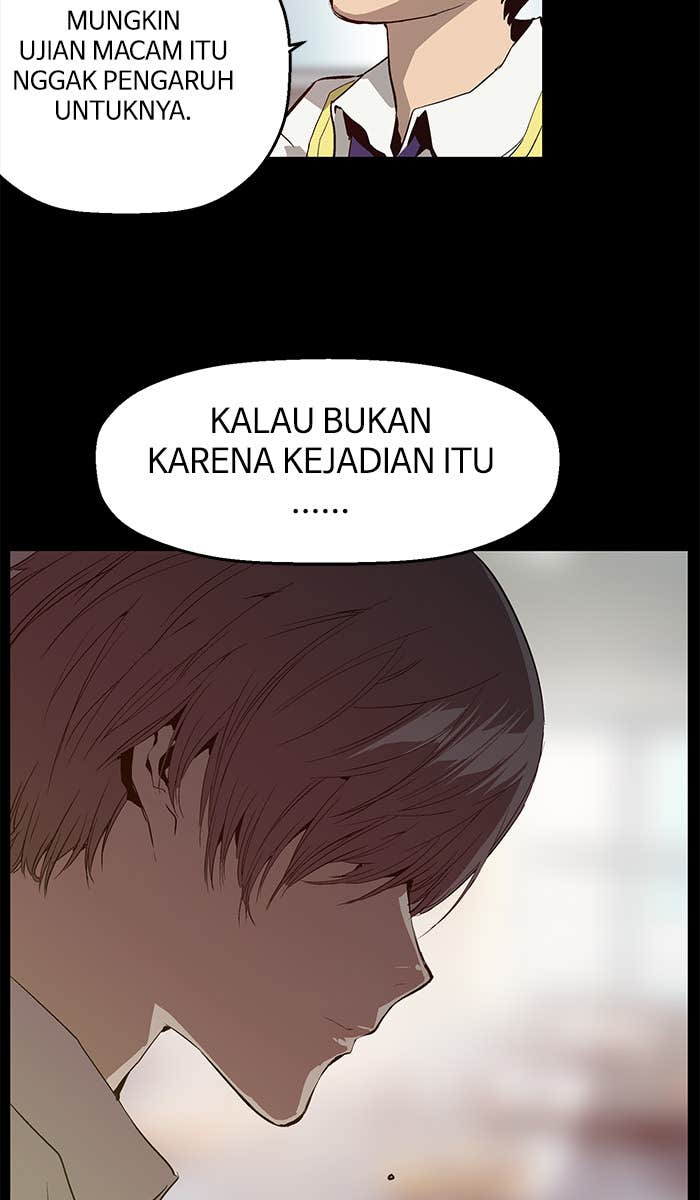 MUNGKIN
UJIAN MACAM ITU
NGGAK PENGARUH
UNTUKNYA.
KALAU BUKAN
KARENA KEJADIAN ITU
......